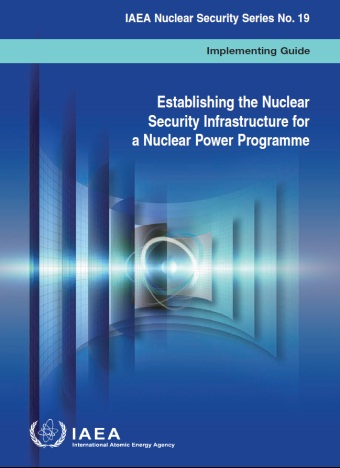 IAEA Nuclear Security Series No. 19
Implementing Guide
Establishing the Nuclear
Security Infrastructure for
a Nuclear Power Programme
IAEA
International Atomic Energy Agency